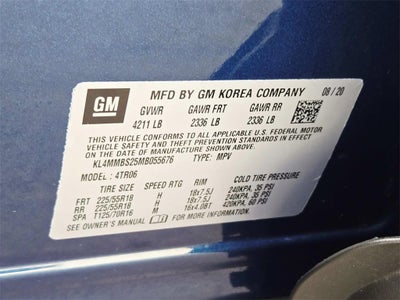 GM
MFD BY GM KOREA COMPANY 08/20
GVWR GAWR FRT GAWR RR
4211 LB 2336 LB 2336 LB
THIS VEHICLE CONFORMS TO ALL APPLICABLE U.S. FEDERAL MOTOR
VEHICLE SAFETY, BUMPER, AND THEFT PREVENTION STANDARDS IN
EFFECT ON THE DATE OF MANUFACTURE SHOWN ABOVE.
KL4MMBS25MB055676 TYPE: MPV
MODEL: 4TR06
TIRE SIZE SPEED RTG RIM COLD TIRE PRESSURE
FRT 225/55R18 H 18x7.5J 240KPA, 35 PSI
RR 225/55R18 H 18x7.5J 240KPA, 35 PSI
SPA T125/70R16 M 16x4.0BT 420KPA, 60 PSI
SEE OWNER'S MANUAL